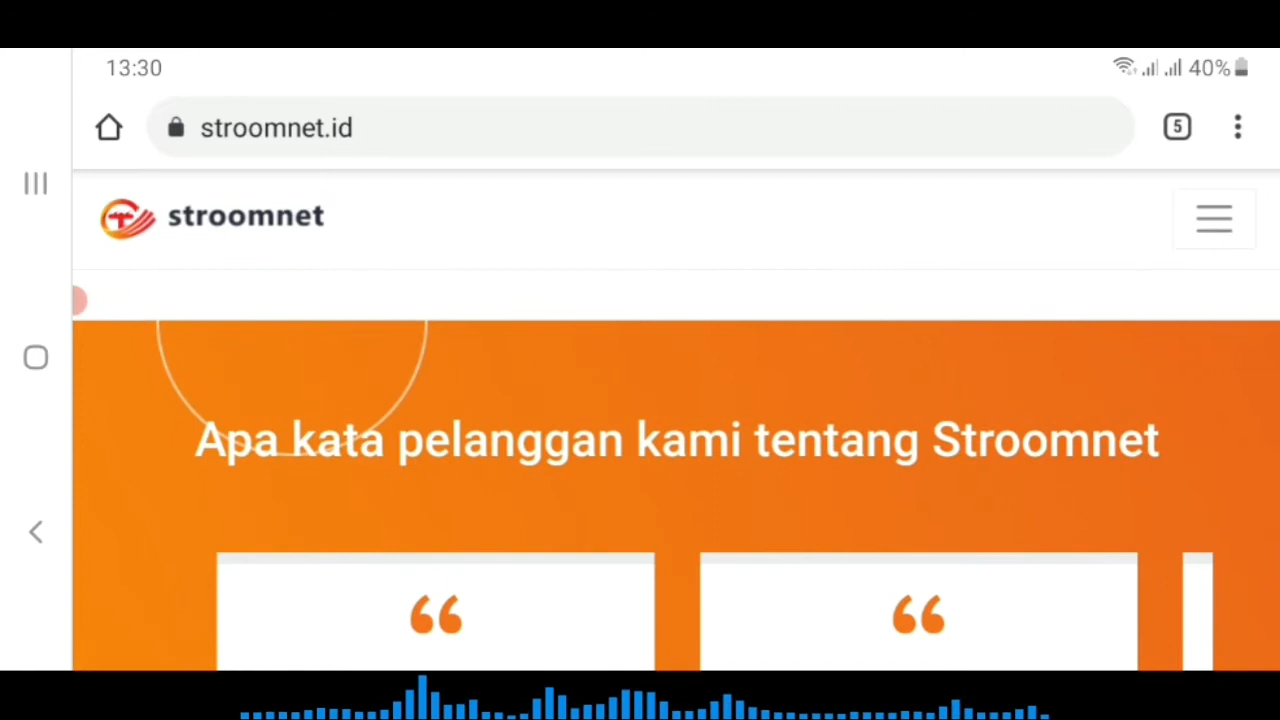 13:30
40%
stroomnet.id
5
stroomnet
Apa kata pelanggan kami tentang Stroomnet
“
“